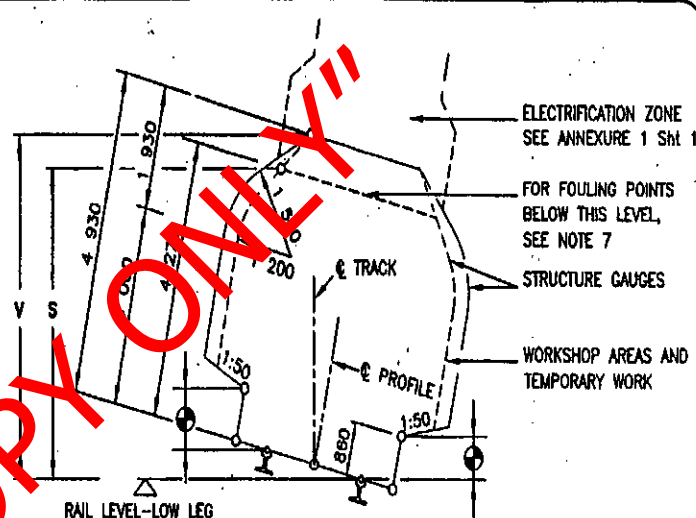 ELECTRIFICATION ZONE
SEE ANNEXURE 1 Sht 1
FOR FOULING POINTS
BELOW THIS LEVEL,
SEE NOTE 7
STRUCTURE GAUGES
WORKSHOP AREAS AND
TEMPORARY WORK
1 930
4 930
V
S
200
℄ TRACK
℄ PROFILE
1:50
1:50
860
RAIL LEVEL-LOW LEG
COPY ONLY"